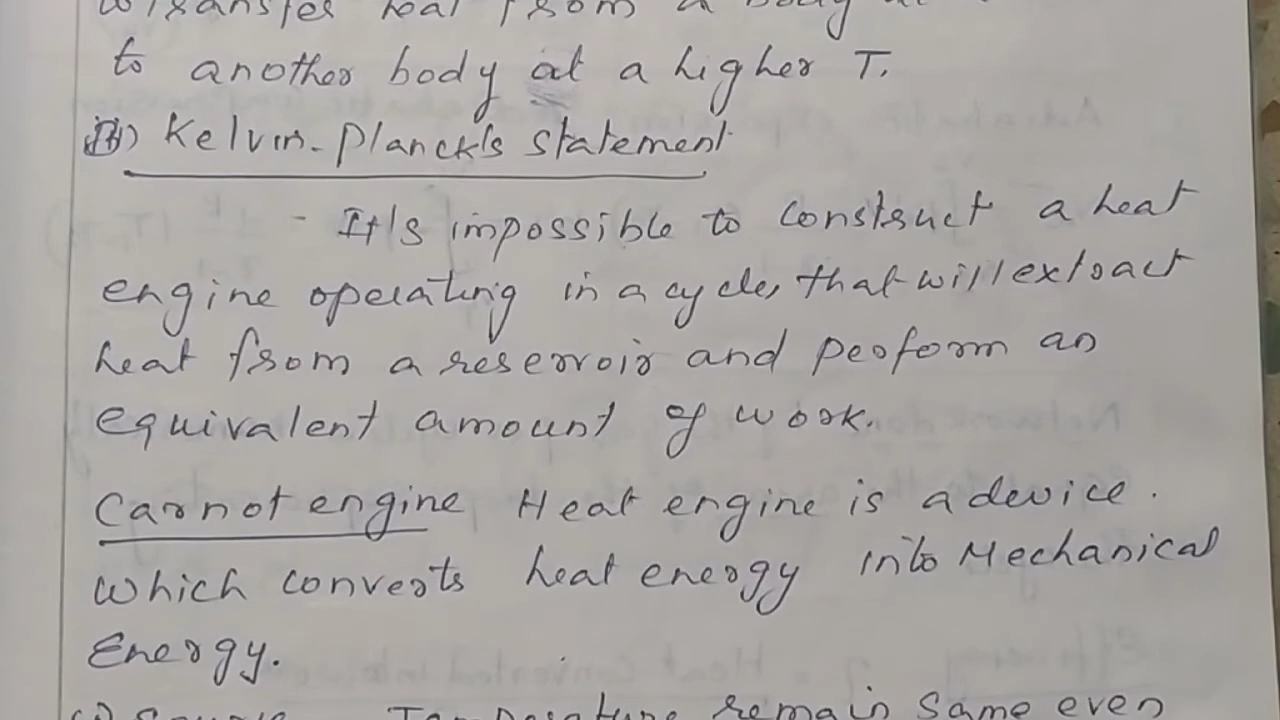 to another body at a higher T.
ii) Kelvin-Planck's statement
- It's impossible to construct a heat
engine operating in a cycle, that will extract
heat from a reservoir and perform an
equivalent amount of work.
Carnot engine Heat engine is a device.
which converts heat energy into Mechanical
Energy.
Temperature remain same even